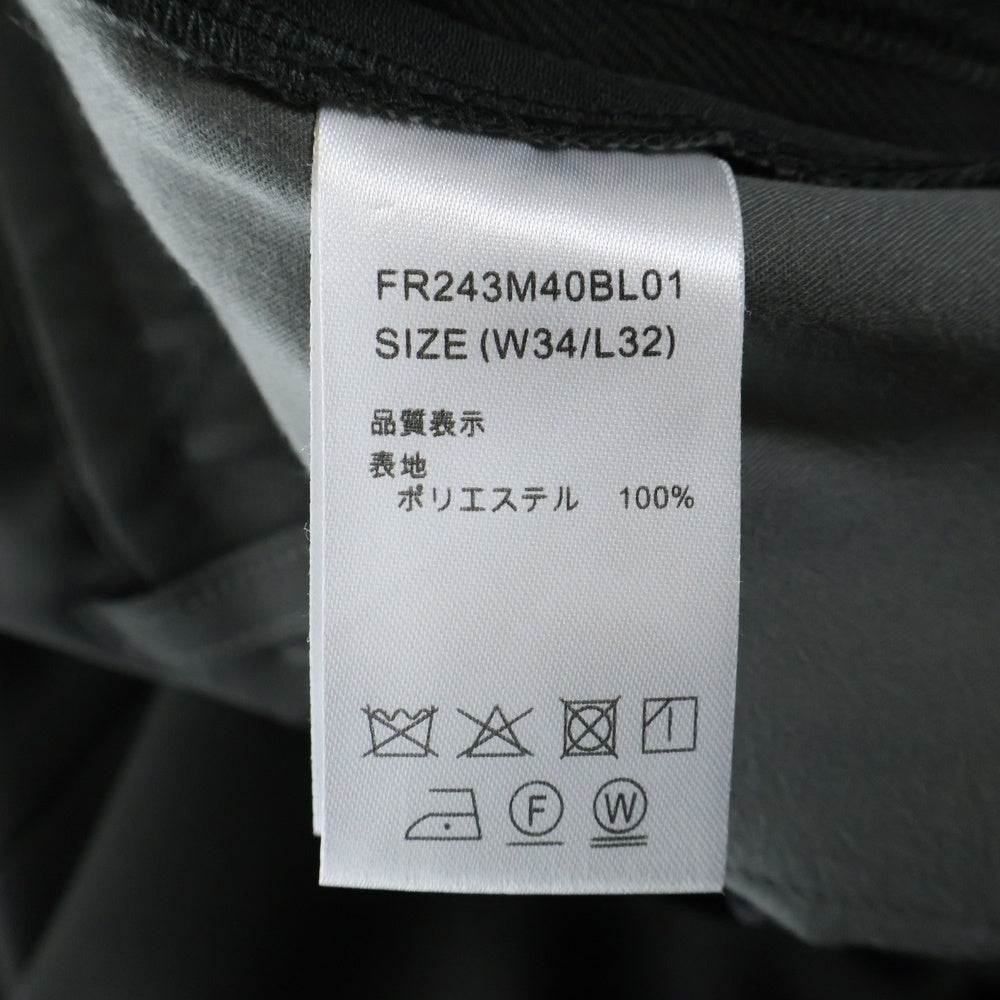 FR243M40BL01
SIZE (W34/L32)
品質表示
表地
ポリエステル 100%
F W